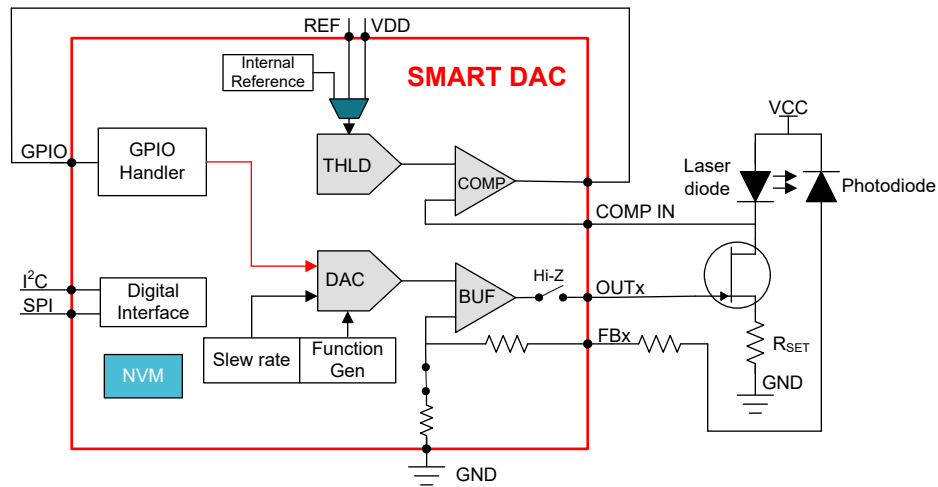 REF
VDD
Internal
Reference
SMART DAC
VCC
GPIO
GPIO
Handler
THLD
COMP
Laser
diode
Photodiode
COMP IN
I²C
SPI
Digital
Interface
DAC
BUF
Hi-Z
OUTx
FBx
RSET
Slew rate
Function
Gen
NVM
GND
GND